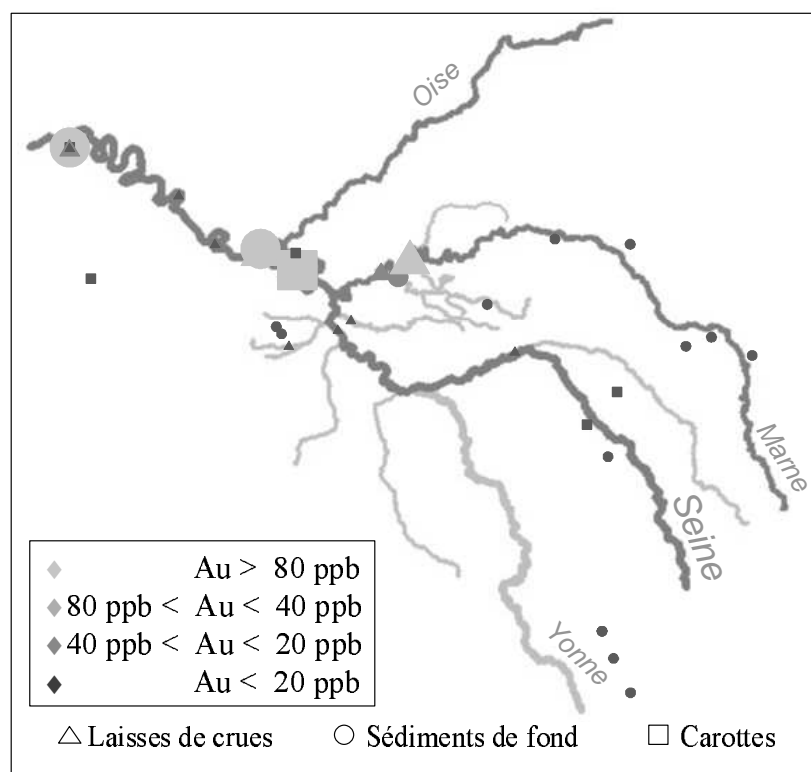 Oise
Marne
Seine
Yonne
Au > 80 ppb
80 ppb < Au < 40 ppb
40 ppb < Au < 20 ppb
Au < 20 ppb
Laisses de crues Sédiments de fond Carottes